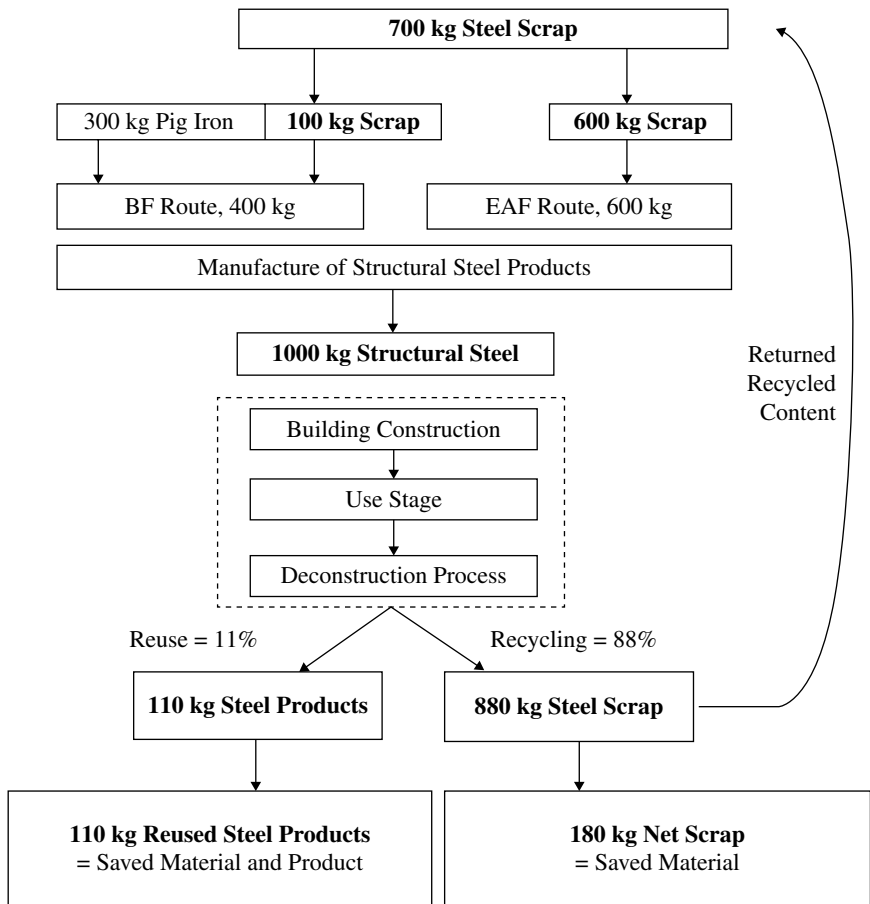 700 kg Steel Scrap
300 kg Pig Iron
100 kg Scrap
600 kg Scrap
BF Route, 400 kg
EAF Route, 600 kg
Manufacture of Structural Steel Products
1000 kg Structural Steel
Returned
Recycled
Content
Building Construction
Use Stage
Deconstruction Process
Reuse = 11%
Recycling = 88%
110 kg Steel Products
880 kg Steel Scrap
110 kg Reused Steel Products
= Saved Material and Product
180 kg Net Scrap
= Saved Material